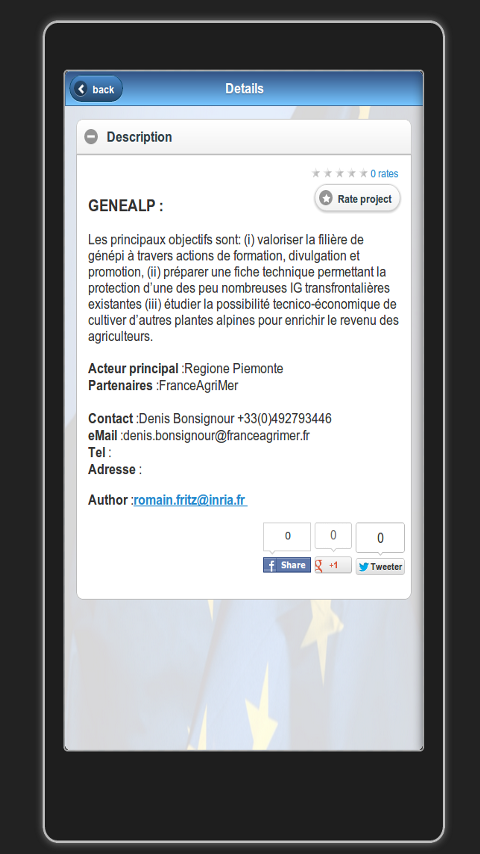 back
Details
Description
0 rates
Rate project
GENEALP :
Les principaux objectifs sont: (i) valoriser la filière de
génépi à travers actions de formation, divulgation et
promotion, (ii) préparer une fiche technique permettant la
protection d'une des peu nombreuses IG transfrontalières
existantes (iii) étudier la possibilité tecnico-économique de
cultiver d'autres plantes alpines pour enrichir le revenu des
agriculteurs.
Acteur principal :Regione Piemonte
Partenaires :FranceAgriMer
Contact :Denis Bonsignour +33(0)492793446
eMail :denis.bonsignour@franceagrimer.fr
Tel :
Adresse :
Author :romain.fritz@inria.fr
0 0 0
f Share g +1 Tweeter